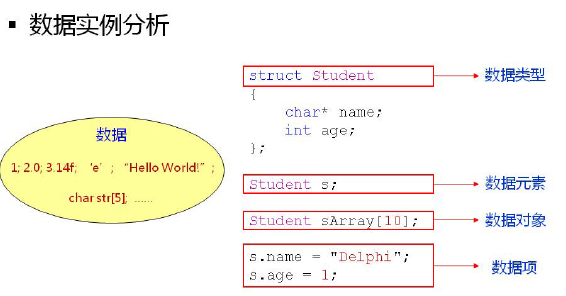 ▪ 数据实例分析
数据
1; 2.0; 3.14f; ‘e’; “Hello World!”;
char str[5]; ……
struct Student
{
char* name;
int age;
};
Student s;
Student sArray[10];
s.name = "Delphi";
s.age = 1;
数据类型
数据元素
数据对象
数据项